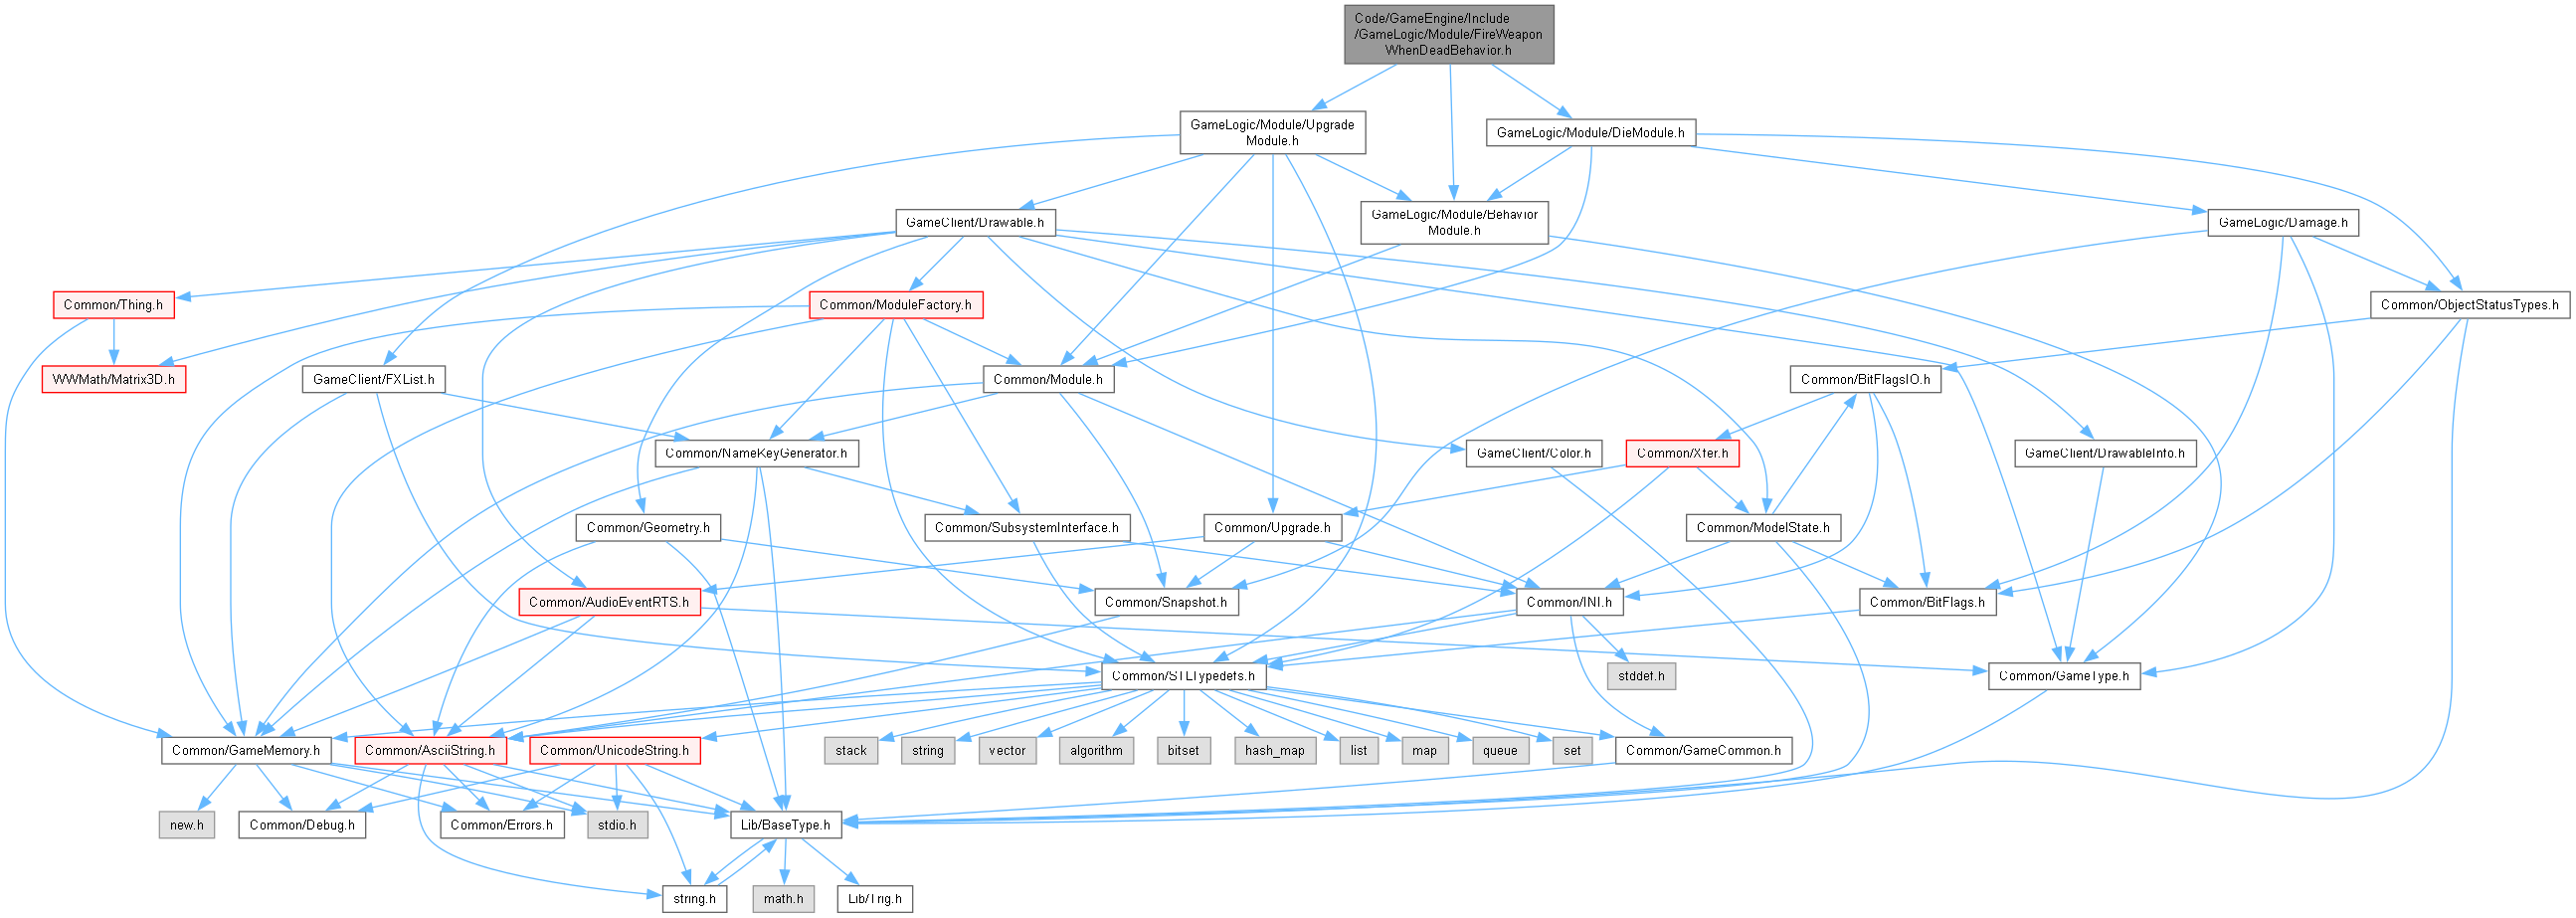 Code/GameEngine/Include
/GameLogic/Module/FireWeapon
WhenDeadBehavior.h
GameLogic/Module/Upgrade
Module.h
GameLogic/Module/DieModule.h
GameClient/Drawable.h
GameLogic/Module/Behavior
Module.h
GameLogic/Damage.h
Common/Thing.h
Common/ModuleFactory.h
Common/ObjectStatusTypes.h
WWMath/Matrix3D.h
GameClient/FXList.h
Common/Module.h
Common/BitFlagsIO.h
Common/NameKeyGenerator.h
GameClient/Color.h
Common/Xfer.h
GameClient/DrawableInfo.h
Common/Geometry.h
Common/SubsystemInterface.h
Common/Upgrade.h
Common/ModelState.h
Common/AudioEventRTS.h
Common/Snapshot.h
Common/INI.h
Common/BitFlags.h
Common/STLTypedefs.h
stddef.h
Common/GameType.h
Common/GameMemory.h
Common/AsciiString.h
Common/UnicodeString.h
stack
string
vector
algorithm
bitset
hash_map
list
map
queue
set
Common/GameCommon.h
new.h
Common/Debug.h
Common/Errors.h
stdio.h
Lib/BaseType.h
string.h
math.h
Lib/Trig.h